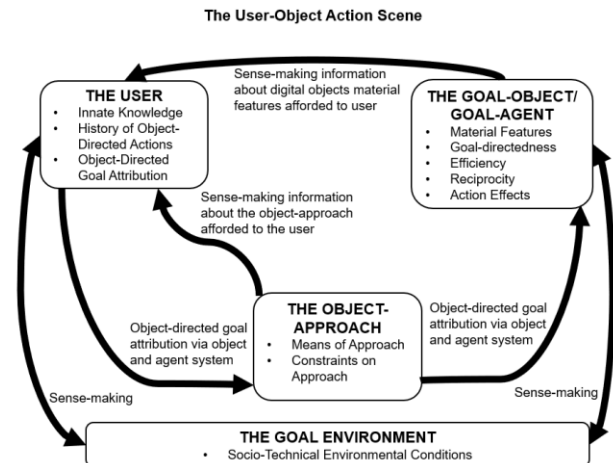 The User-Object Action Scene
Sense-making information
about digital objects material
features afforded to user
THE USER
• Innate Knowledge
• History of Object-
Directed Actions
• Object-Directed
Goal Attribution
THE GOAL-OBJECT/
GOAL-AGENT
• Material Features
• Goal-directedness
• Efficiency
• Reciprocity
• Action Effects
Sense-making information
about the object-approach
afforded to the user
THE OBJECT-
APPROACH
• Means of Approach
• Constraints on
Approach
Object-directed goal
attribution via object
and agent system
Object-directed goal
attribution via object
and agent system
Sense-making
Sense-making
THE GOAL ENVIRONMENT
• Socio-Technical Environmental Conditions